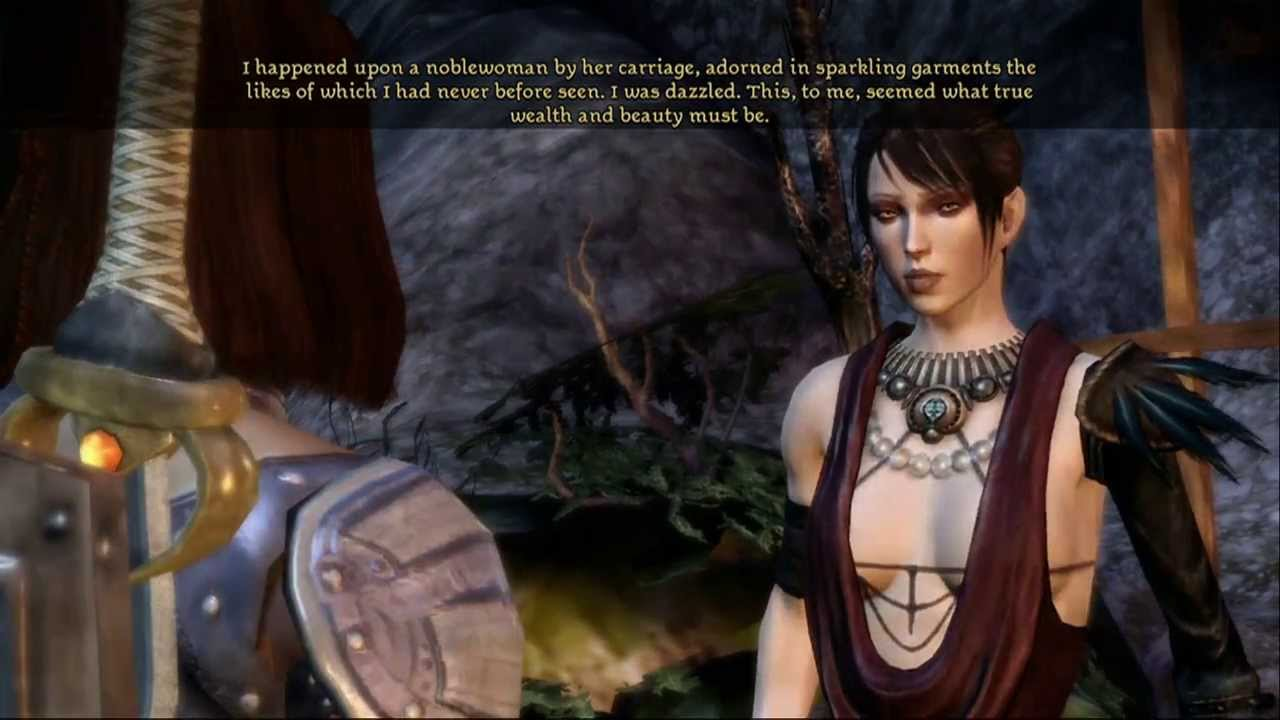 I happened upon a noblewoman by her carriage, adorned in sparkling garments the
likes of which I had never before seen. I was dazzled. This, to me, seemed what true
wealth and beauty must be.